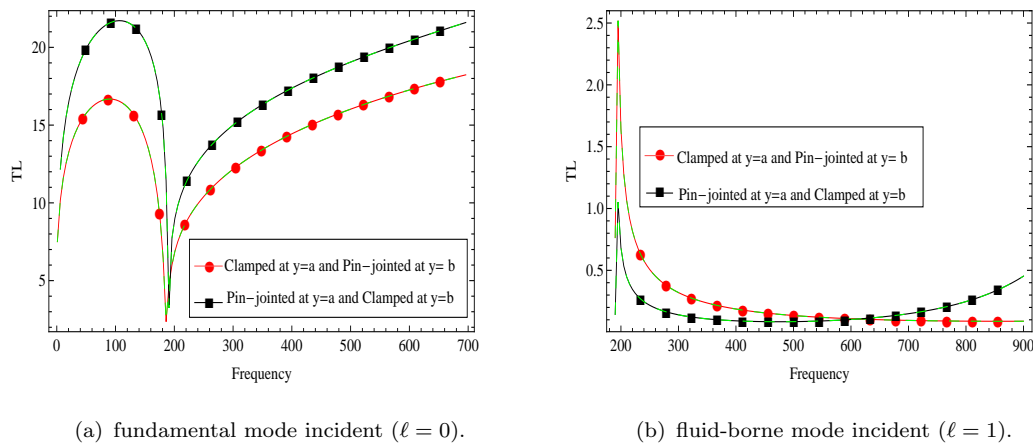 20
15
10
5
TL
0
100
200
300
400
500
600
700
Frequency
Clamped at y=a and Pin-jointed at y= b
Pin-jointed at y=a and Clamped at y=b
(a) fundamental mode incident (ℓ = 0).
2.5
2.0
1.5
1.0
0.5
TL
200
300
400
500
600
700
800
900
Frequency
Clamped at y=a and Pin-jointed at y= b
Pin-jointed at y=a and Clamped at y=b
(b) fluid-borne mode incident (ℓ = 1).